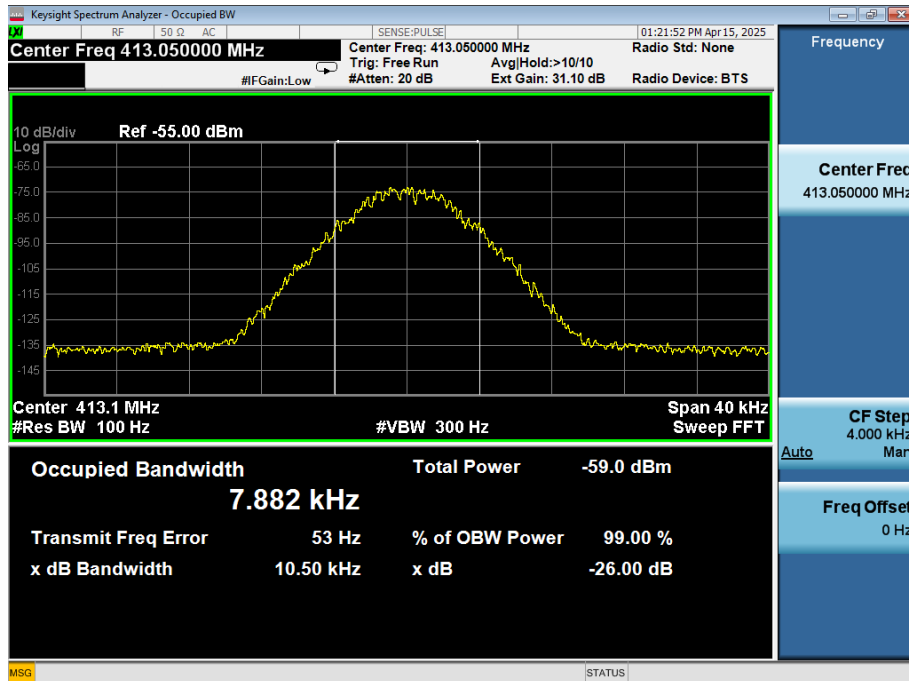 Keysight Spectrum Analyzer - Occupied BW
LXI RF 50 Ω AC SENSE:PULSE 01:21:52 PM Apr 15, 2025
Center Freq 413.050000 MHz
Center Freq: 413.050000 MHz Radio Std: None
Trig: Free Run Avg|Hold:>10/10
#IFGain:Low #Atten: 20 dB Ext Gain: 31.10 dB Radio Device: BTS
10 dB/div Ref -55.00 dBm
Log
-65.0
-75.0
-85.0
-95.0
-105
-115
-125
-135
-145
Center 413.1 MHz Span 40 kHz
#Res BW 100 Hz #VBW 300 Hz Sweep FFT
Occupied Bandwidth Total Power -59.0 dBm
7.882 kHz
Transmit Freq Error 53 Hz % of OBW Power 99.00 %
x dB Bandwidth 10.50 kHz x dB -26.00 dB
MSG STATUS
Frequency
Center Freq
413.050000 MHz
CF Step
4.000 kHz
Auto Man
Freq Offset
0 Hz